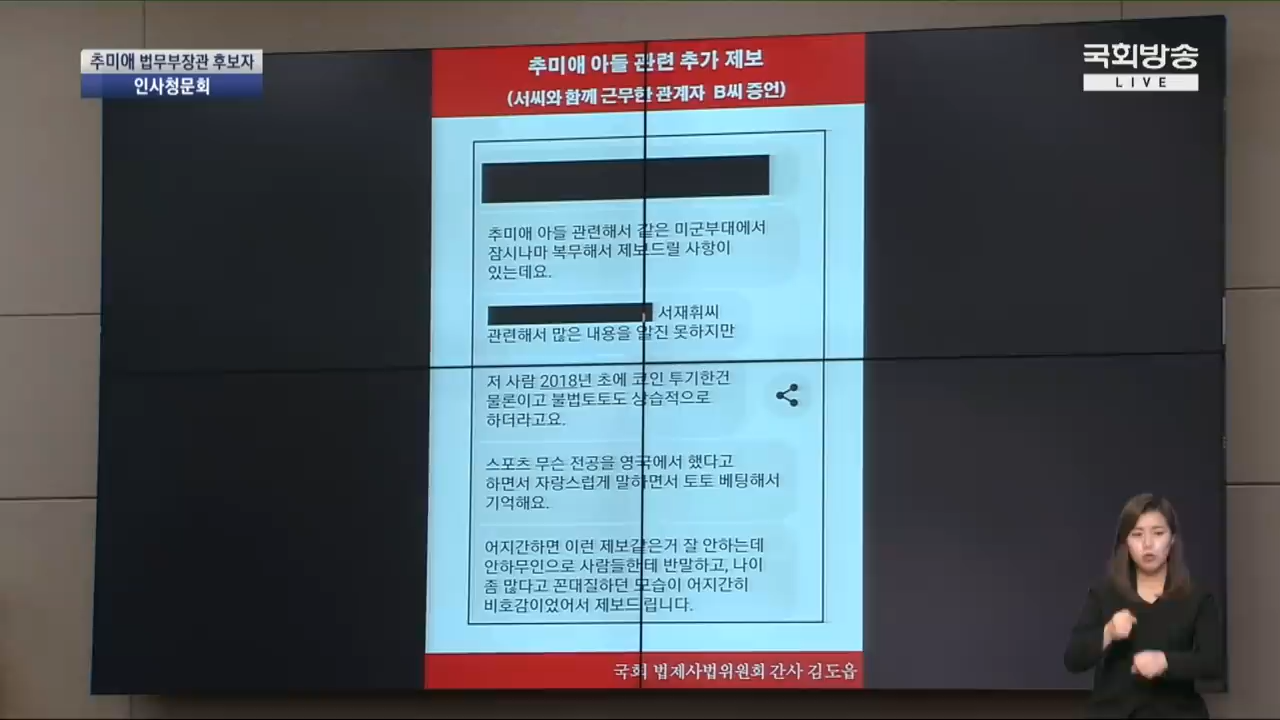 추미애 법무부장관 후보자
인사청문회
국회방송
LIVE
추미애 아들 관련 추가 제보
(서씨와 함께 근무한 관계자 B씨 증언)
추미애 아들 관련해서 같은 미군부대에서
잠시나마 복무해서 제보드릴 사항이
있는데요.
서재휘씨
관련해서 많은 내용을 알진 못하지만
저 사람 2018년 초에 코인 투기한건
물론이고 불법토토도 상습적으로
하더라고요.
스포츠 무슨 전공을 영국에서 했다고
하면서 자랑스럽게 말하면서 토토 베팅해서
기억해요.
어지간하면 이런 제보같은거 잘 안하는데
안하무인으로 사람들한테 반말하고, 나이
좀 많다고 꼰대질하던 모습이 어지간히
비호감이었어서 제보드립니다.
국회 법제사법위원회 간사 김도읍